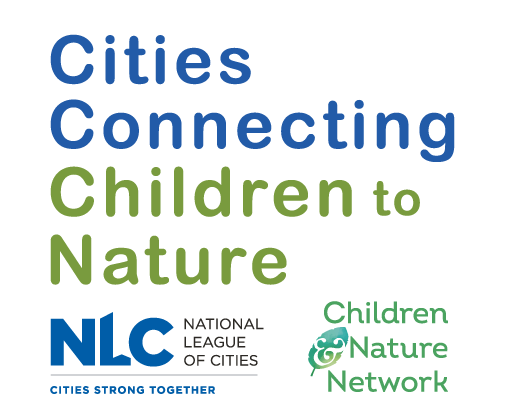 Cities
Connecting
Children to
Nature
NLC NATIONAL
LEAGUE
OF CITIES
CITIES STRONG TOGETHER
Children
& Nature
Network